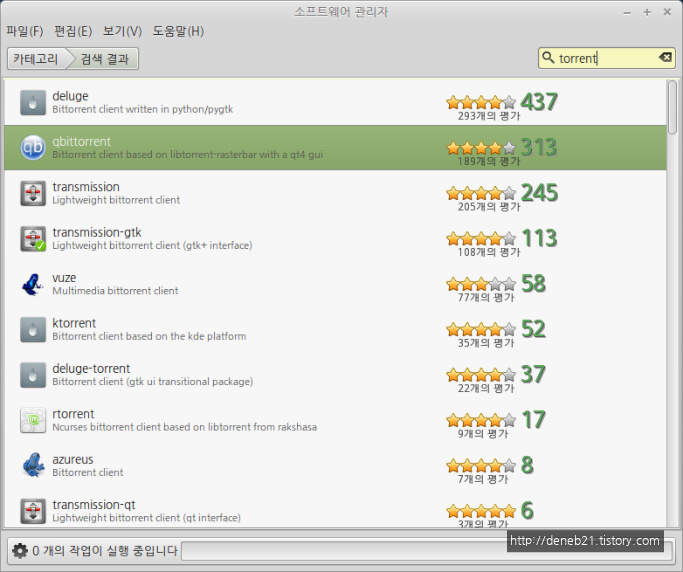 소프트웨어 관리자
파일(F) 편집(E) 보기(V) 도움말(H)
카테고리 검색 결과 torrent
deluge
Bittorrent client written in python/pygtk
437
293개의 평가
qbittorrent
Bittorrent client based on libtorrent-rasterbar with a qt4 gui
313
189개의 평가
transmission
Lightweight bittorrent client
245
205개의 평가
transmission-gtk
Lightweight bittorrent client (gtk+ interface)
113
108개의 평가
vuze
Multimedia bittorrent client
58
77개의 평가
ktorrent
Bittorrent client based on the kde platform
52
35개의 평가
deluge-torrent
Bittorrent client (gtk ui transitional package)
37
22개의 평가
rtorrent
Ncurses bittorrent client based on libtorrent from rakshasa
17
9개의 평가
azureus
Bittorrent client
8
7개의 평가
transmission-qt
Lightweight bittorrent client (qt interface)
6
3개의 평가
0 개의 작업이 실행 중입니다
http://deneb21.tistory.com